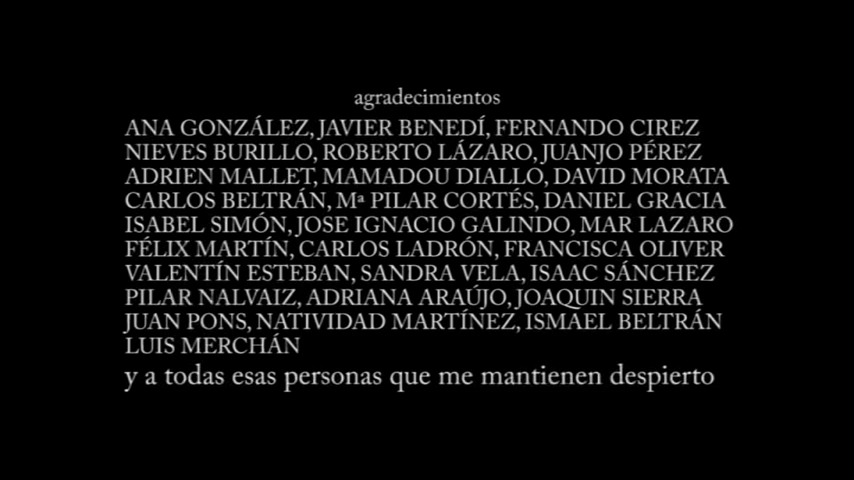 agradecimientos
ANA GONZÁLEZ, JAVIER BENEDÍ, FERNANDO CIREZ
NIEVES BURILLO, ROBERTO LÁZARO, JUANJO PÉREZ
ADRIEN MALLET, MAMADOU DIALLO, DAVID MORATA
CARLOS BELTRÁN, Mª PILAR CORTÉS, DANIEL GRACIA
ISABEL SIMÓN, JOSE IGNACIO GALINDO, MAR LAZARO
FÉLIX MARTÍN, CARLOS LADRÓN, FRANCISCA OLIVER
VALENTÍN ESTEBAN, SANDRA VELA, ISAAC SÁNCHEZ
PILAR NALVAIZ, ADRIANA ARAÚJO, JOAQUIN SIERRA
JUAN PONS, NATIVIDAD MARTÍNEZ, ISMAEL BELTRÁN
LUIS MERCHÁN
y a todas esas personas que me mantienen despierto